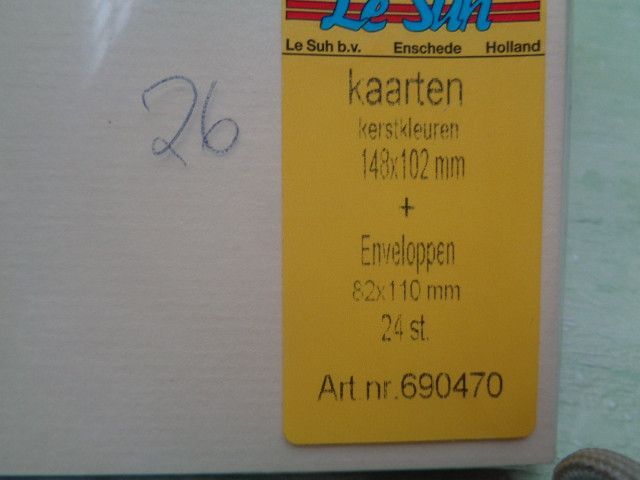 Le Suh
Le Suh b.v. Enschede Holland
26
kaarten
kerstkleuren
148x102 mm
+
Enveloppen
82x110 mm
24 st.
Art nr.690470